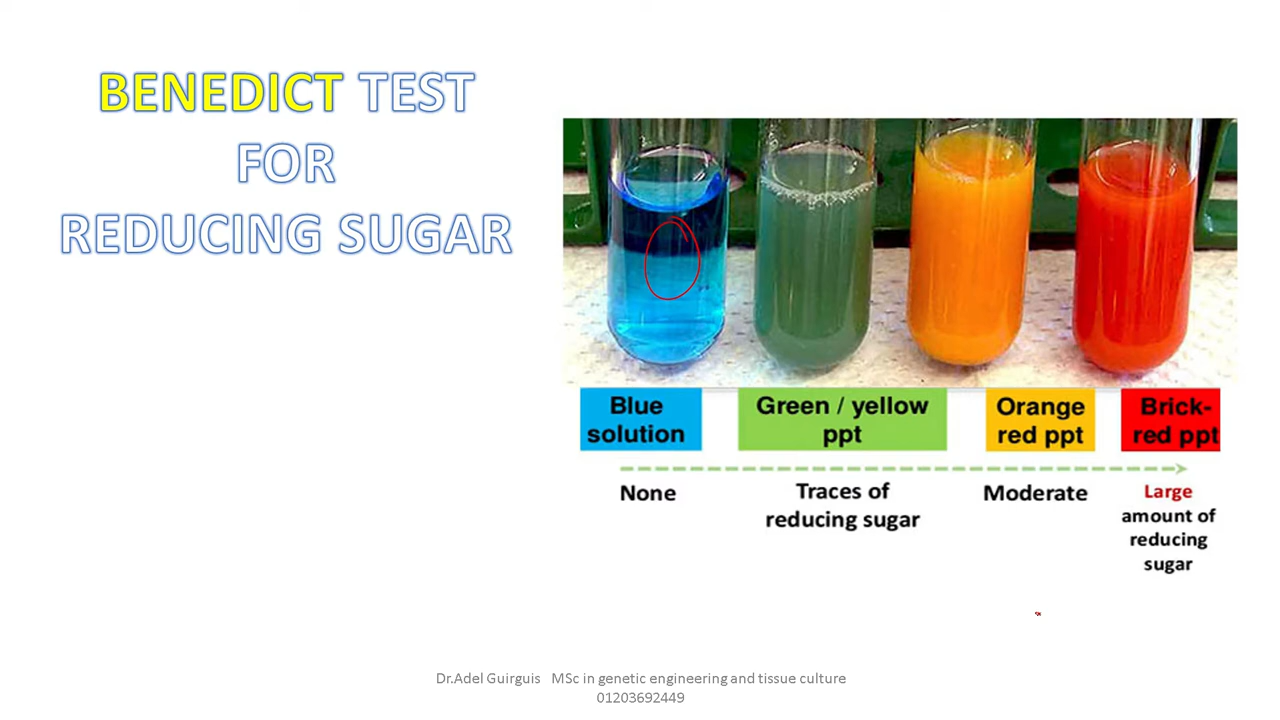 BENEDICT TEST
FOR
REDUCING SUGAR
Blue
solution
Green / yellow
ppt
Orange
red ppt
Brick-
red ppt
None
Traces of
reducing sugar
Moderate
Large
amount of
reducing
sugar
Dr.Adel Guirguis MSc in genetic engineering and tissue culture
01203692449